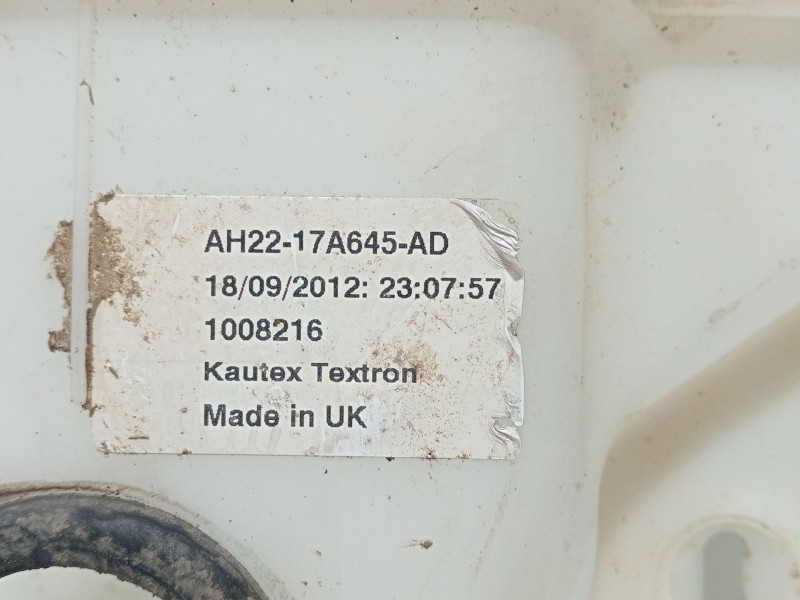 AH22-17A645-AD
18/09/2012: 23:07:57
1008216
Kautex Textron
Made in UK